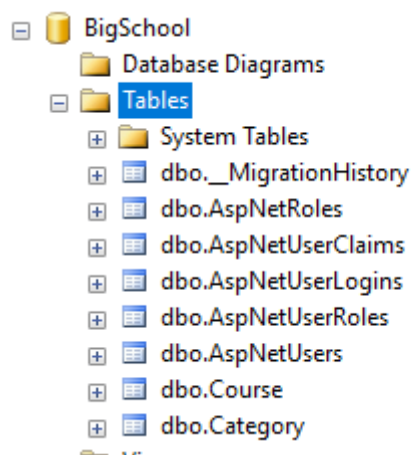 BigSchool
Database Diagrams
Tables
System Tables
dbo.__MigrationHistory
dbo.AspNetRoles
dbo.AspNetUserClaims
dbo.AspNetUserLogins
dbo.AspNetUserRoles
dbo.AspNetUsers
dbo.Course
dbo.Category